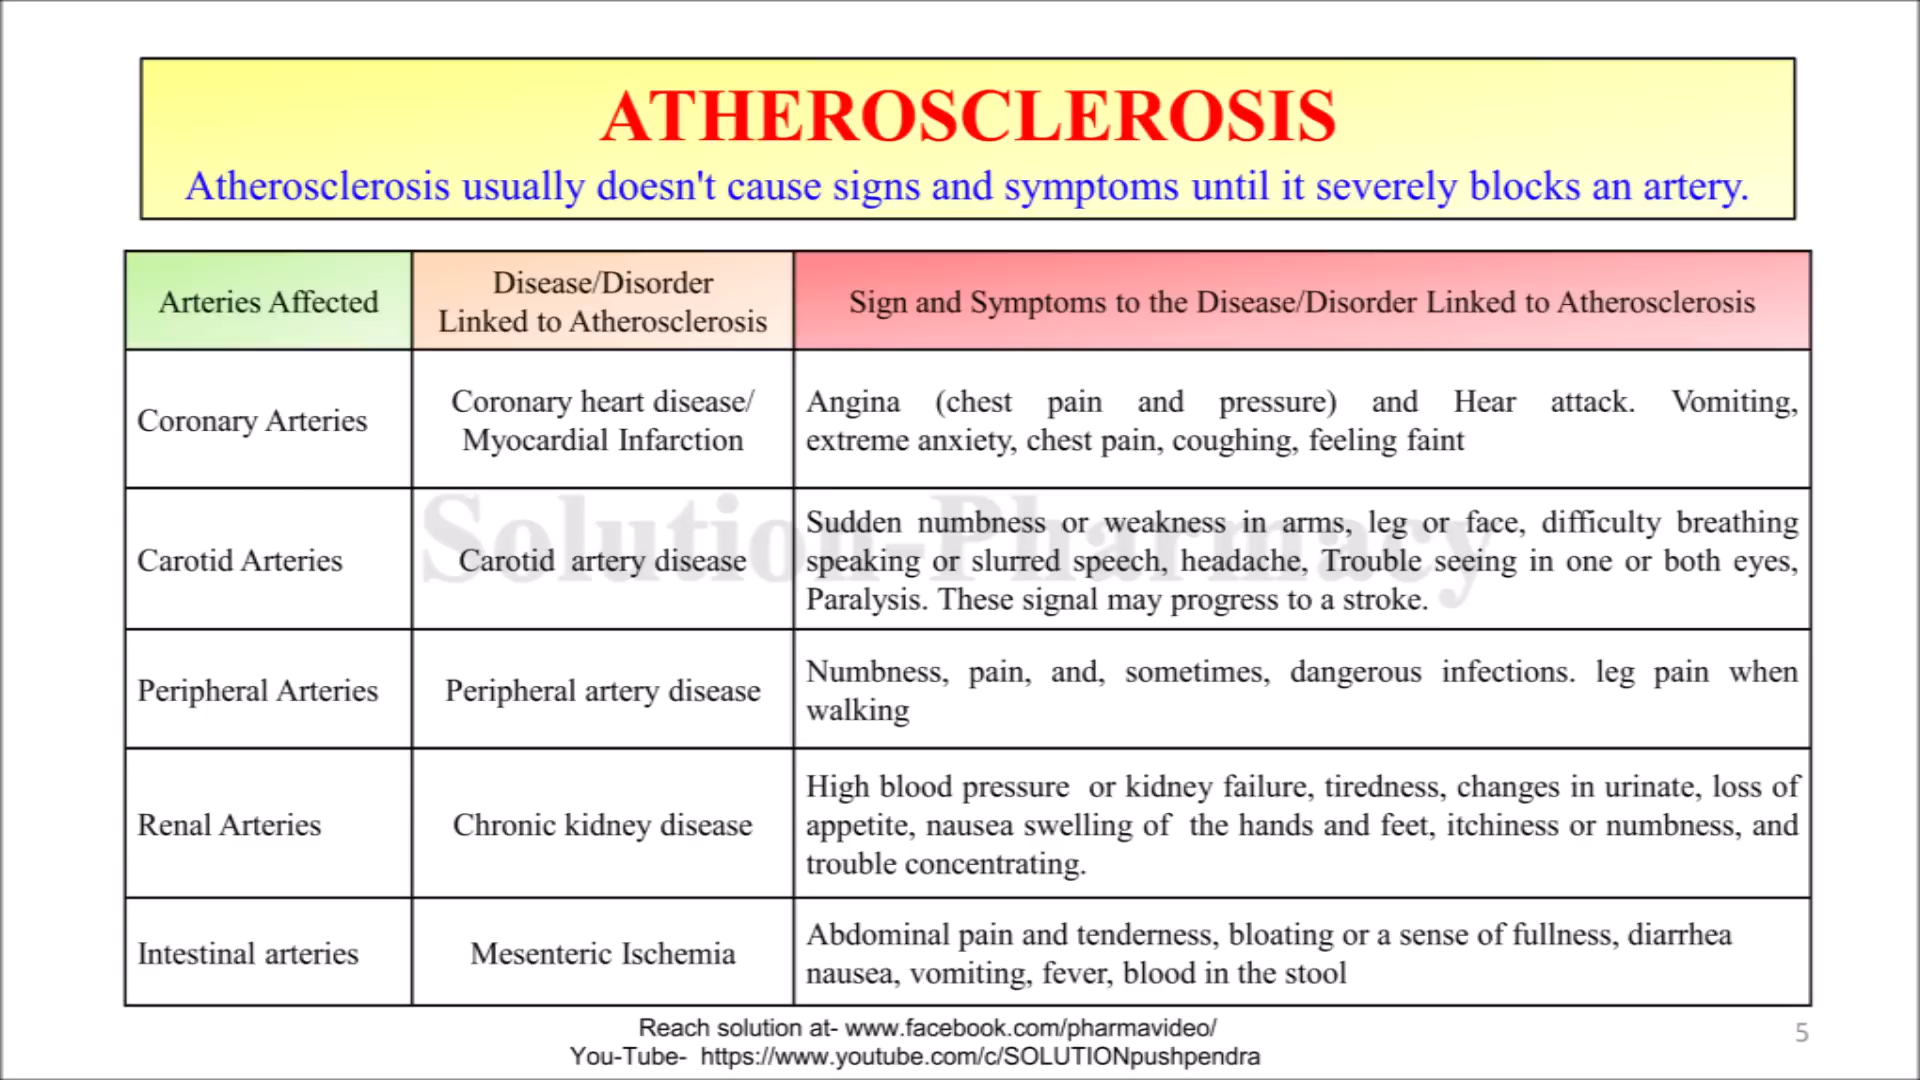 ATHEROSCLEROSIS
Atherosclerosis usually doesn't cause signs and symptoms until it severely blocks an artery.
Arteries Affected
Disease/Disorder
Linked to Atherosclerosis
Sign and Symptoms to the Disease/Disorder Linked to Atherosclerosis
Coronary Arteries
Coronary heart disease/
Myocardial Infarction
Angina (chest pain and pressure) and Hear attack. Vomiting,
extreme anxiety, chest pain, coughing, feeling faint
Carotid Arteries
Carotid artery disease
Sudden numbness or weakness in arms, leg or face, difficulty breathing
speaking or slurred speech, headache, Trouble seeing in one or both eyes,
Paralysis. These signal may progress to a stroke.
Peripheral Arteries
Peripheral artery disease
Numbness, pain, and, sometimes, dangerous infections. leg pain when
walking
Renal Arteries
Chronic kidney disease
High blood pressure or kidney failure, tiredness, changes in urinate, loss of
appetite, nausea swelling of the hands and feet, itchiness or numbness, and
trouble concentrating.
Intestinal arteries
Mesenteric Ischemia
Abdominal pain and tenderness, bloating or a sense of fullness, diarrhea
nausea, vomiting, fever, blood in the stool
Solution-Pharmacy
Reach solution at- www.facebook.com/pharmavideo/
You-Tube- https://www.youtube.com/c/SOLUTIONpushpendra
5